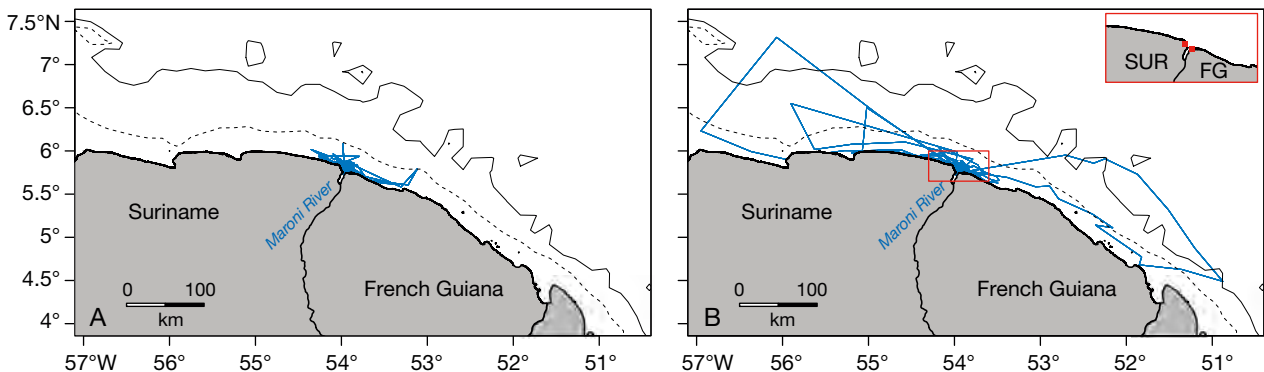 7.5°N
7°
6.5°
6°
5.5°
5°
4.5°
4°
Suriname
Maroni River
French Guiana
0 100
km
A
57°W 56° 55° 54° 53° 52° 51°
SUR
FG
Suriname
Maroni River
French Guiana
0 100
km
B
57°W 56° 55° 54° 53° 52° 51°